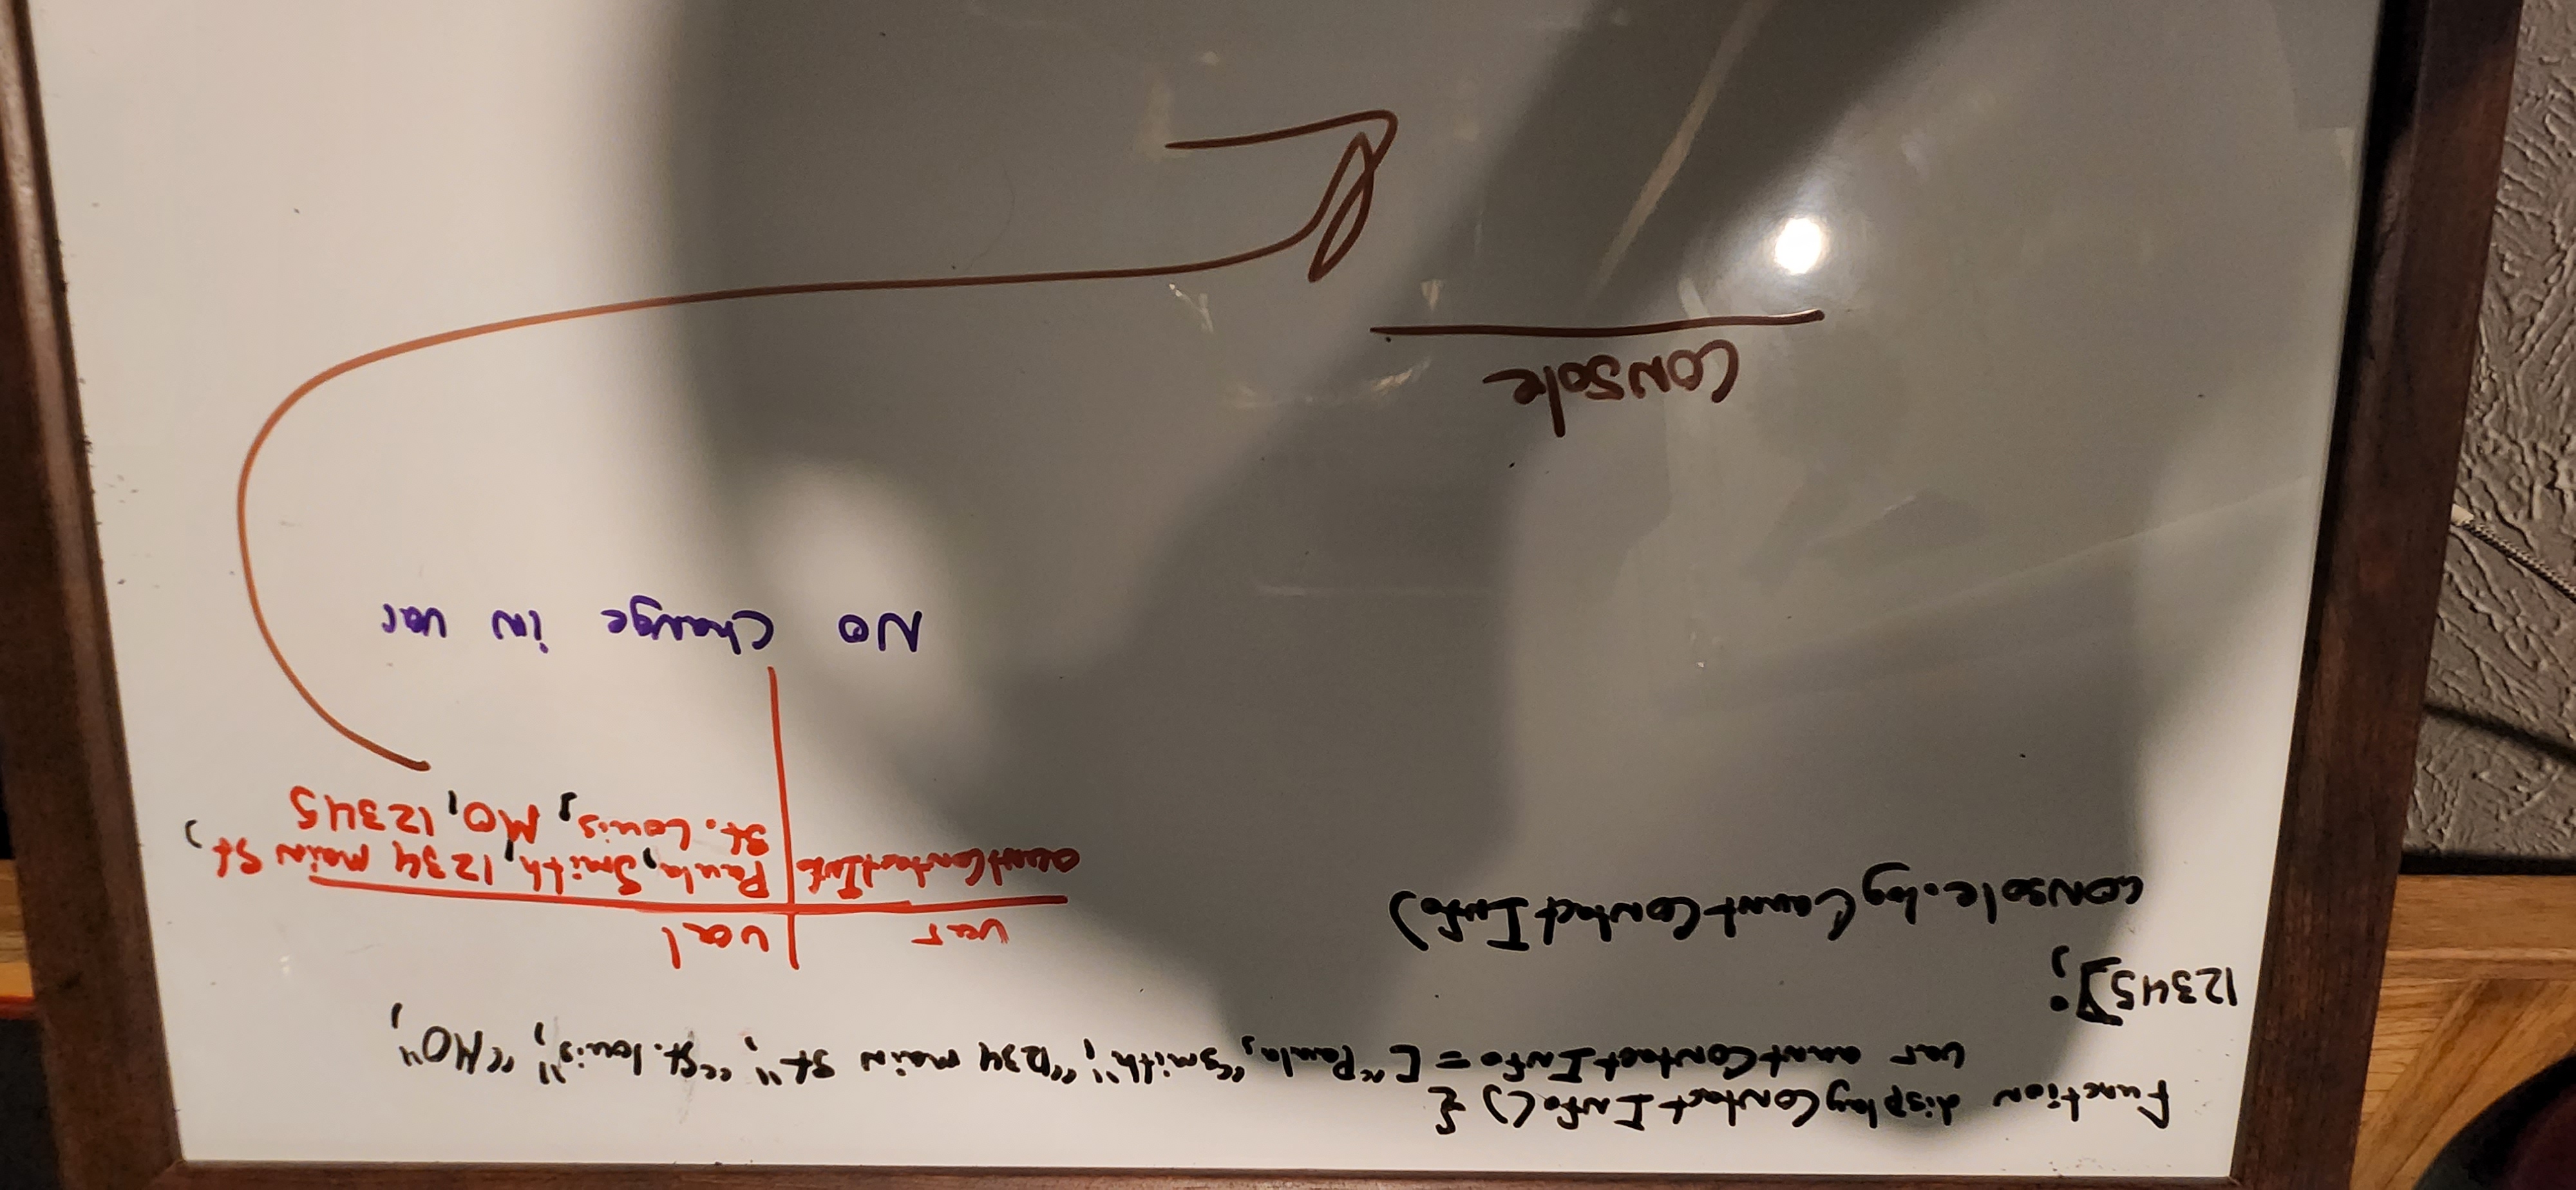 function displayContactInfo() {
var auntContactInfo = ["Paula, "Smith", "1234 main st", "St. louis", "MO",
12345];
console.log(auntContactInfo)
var val
auntContactInfo Paula, Smith, 1234 main St,
St. Louis, MO, 12345
No Change in var
console